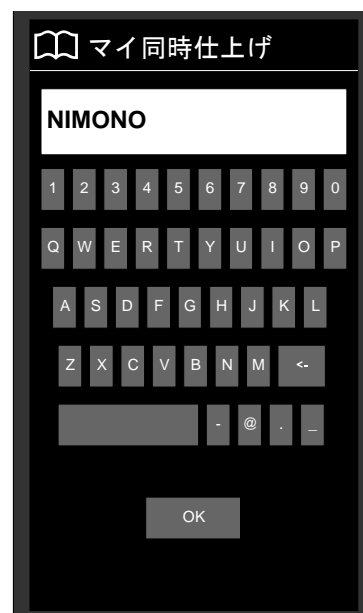 マイ同時仕上げ
NIMONO
1 2 3 4 5 6 7 8 9 0
Q W E R T Y U I O P
A S D F G H J K L
Z X C V B N M <-
- @ . _
OK